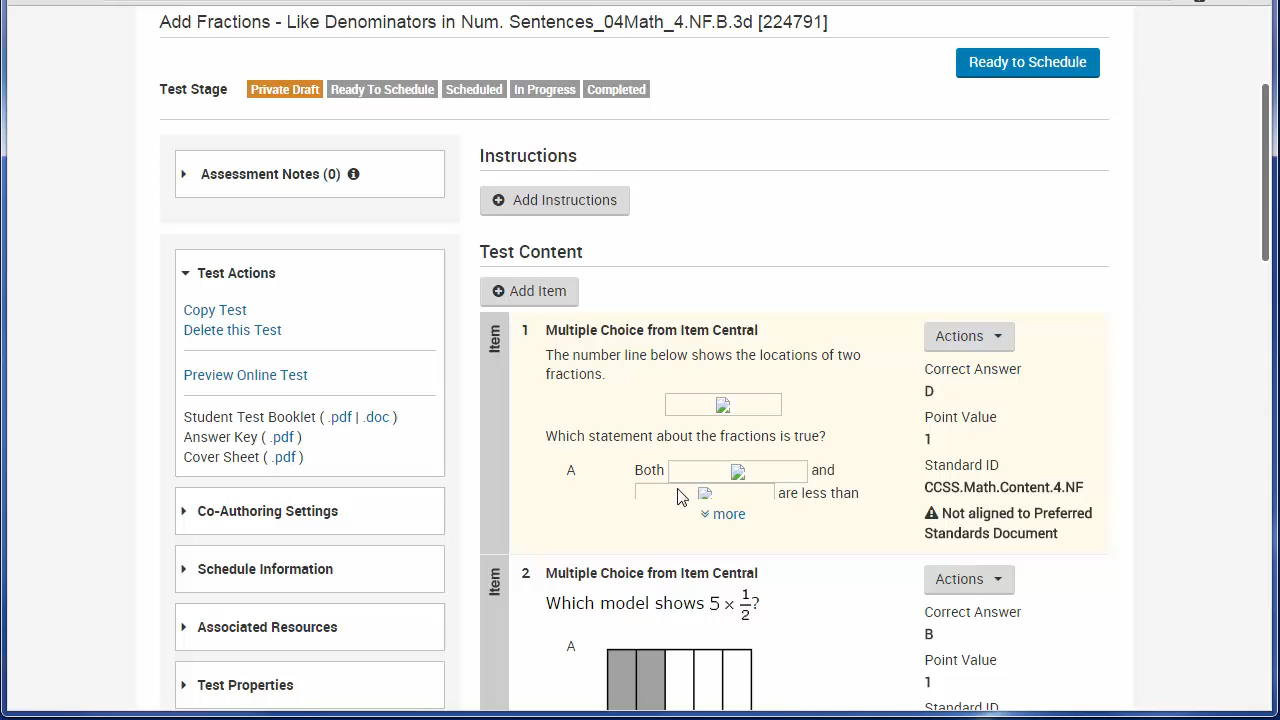 Add Fractions - Like Denominators in Num. Sentences_04Math_4.NF.B.3d [224791]
Ready to Schedule
Test Stage Private Draft Ready To Schedule Scheduled In Progress Completed
Assessment Notes (0)
Test Actions
Copy Test
Delete this Test
Preview Online Test
Student Test Booklet ( .pdf | .doc )
Answer Key ( .pdf )
Cover Sheet ( .pdf )
Co-Authoring Settings
Schedule Information
Associated Resources
Test Properties
Instructions
Add Instructions
Test Content
Add Item
Item
1 Multiple Choice from Item Central
The number line below shows the locations of two
fractions.
Which statement about the fractions is true?
A Both and
are less than
more
Actions
Correct Answer
D
Point Value
1
Standard ID
CCSS.Math.Content.4.NF
Not aligned to Preferred
Standards Document
Item
2 Multiple Choice from Item Central
Which model shows 5 × 1/2?
A
Actions
Correct Answer
B
Point Value
1
Standard ID